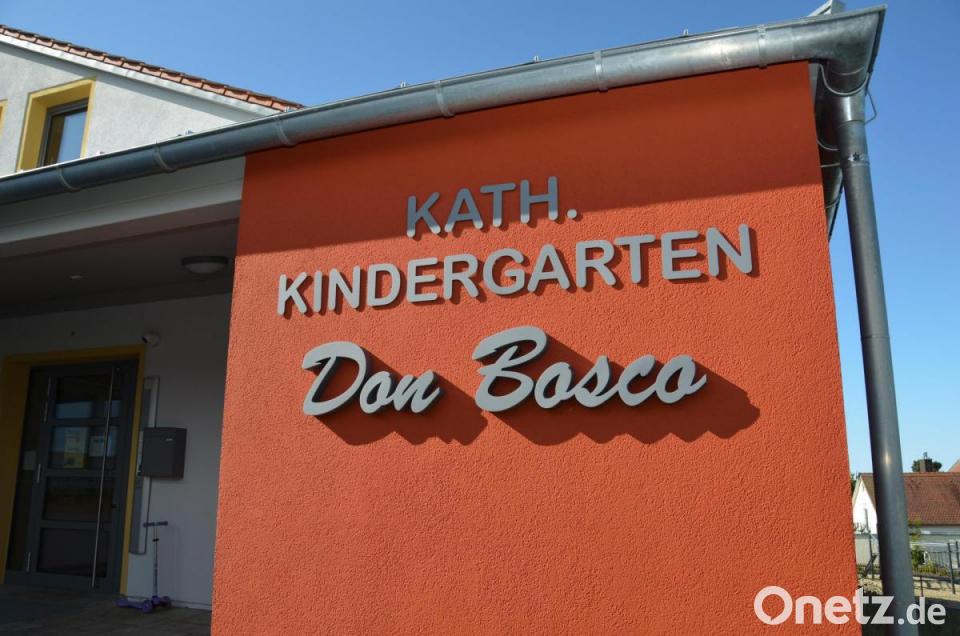 KATH.
KINDERGARTEN
Don Bosco
Onetz.de